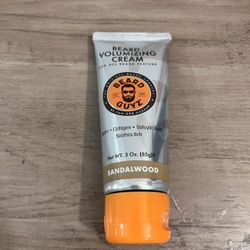 BEARD
VOLUMIZING
CREAM
FOR ALL BEARD TEXTURE
BEARD
GUYZ
• Collagen • Salicylic Acid
Soothes Itch
Net WT. 3 Oz. (85g)
SANDALWOOD